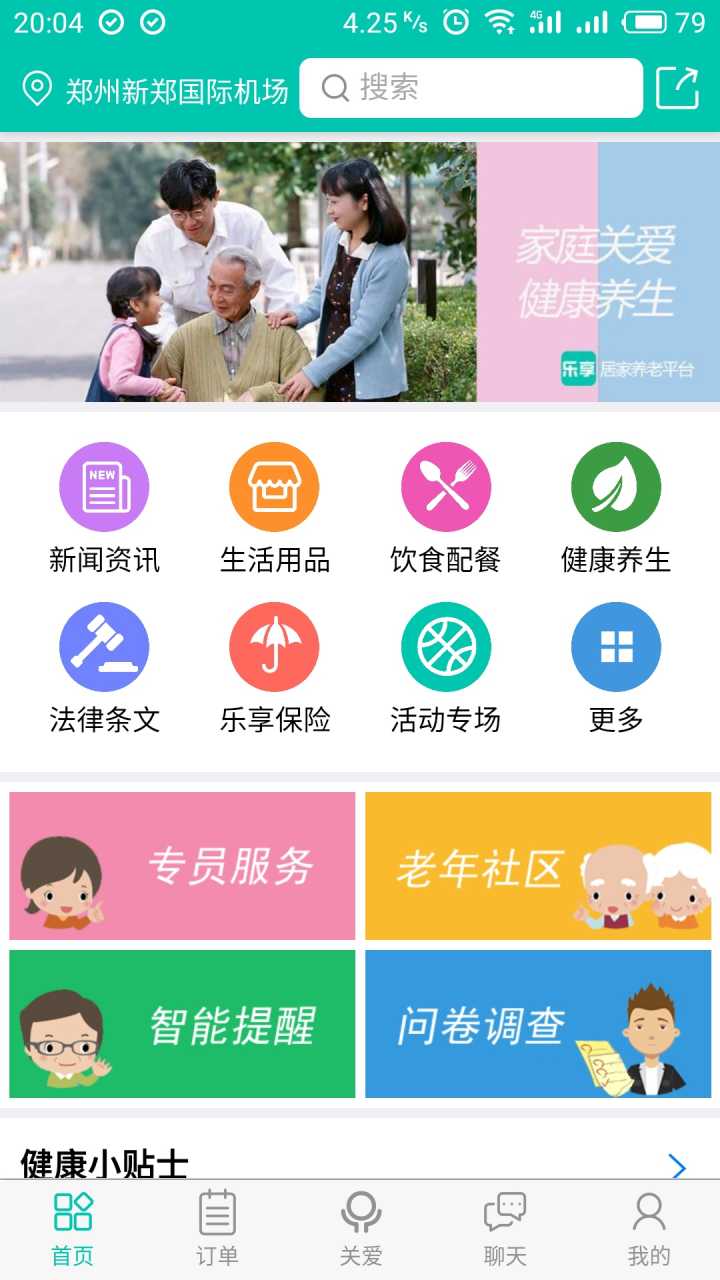 20:04 4.25 K/s 4G 79
郑州新郑国际机场 搜索
家庭关爱
健康养生
乐享 居家养老平台
NEW
新闻资讯 生活用品 饮食配餐 健康养生
法律条文 乐享保险 活动专场 更多
专员服务 老年社区
智能提醒 问卷调查
健康小贴士
首页 订单 关爱 聊天 我的